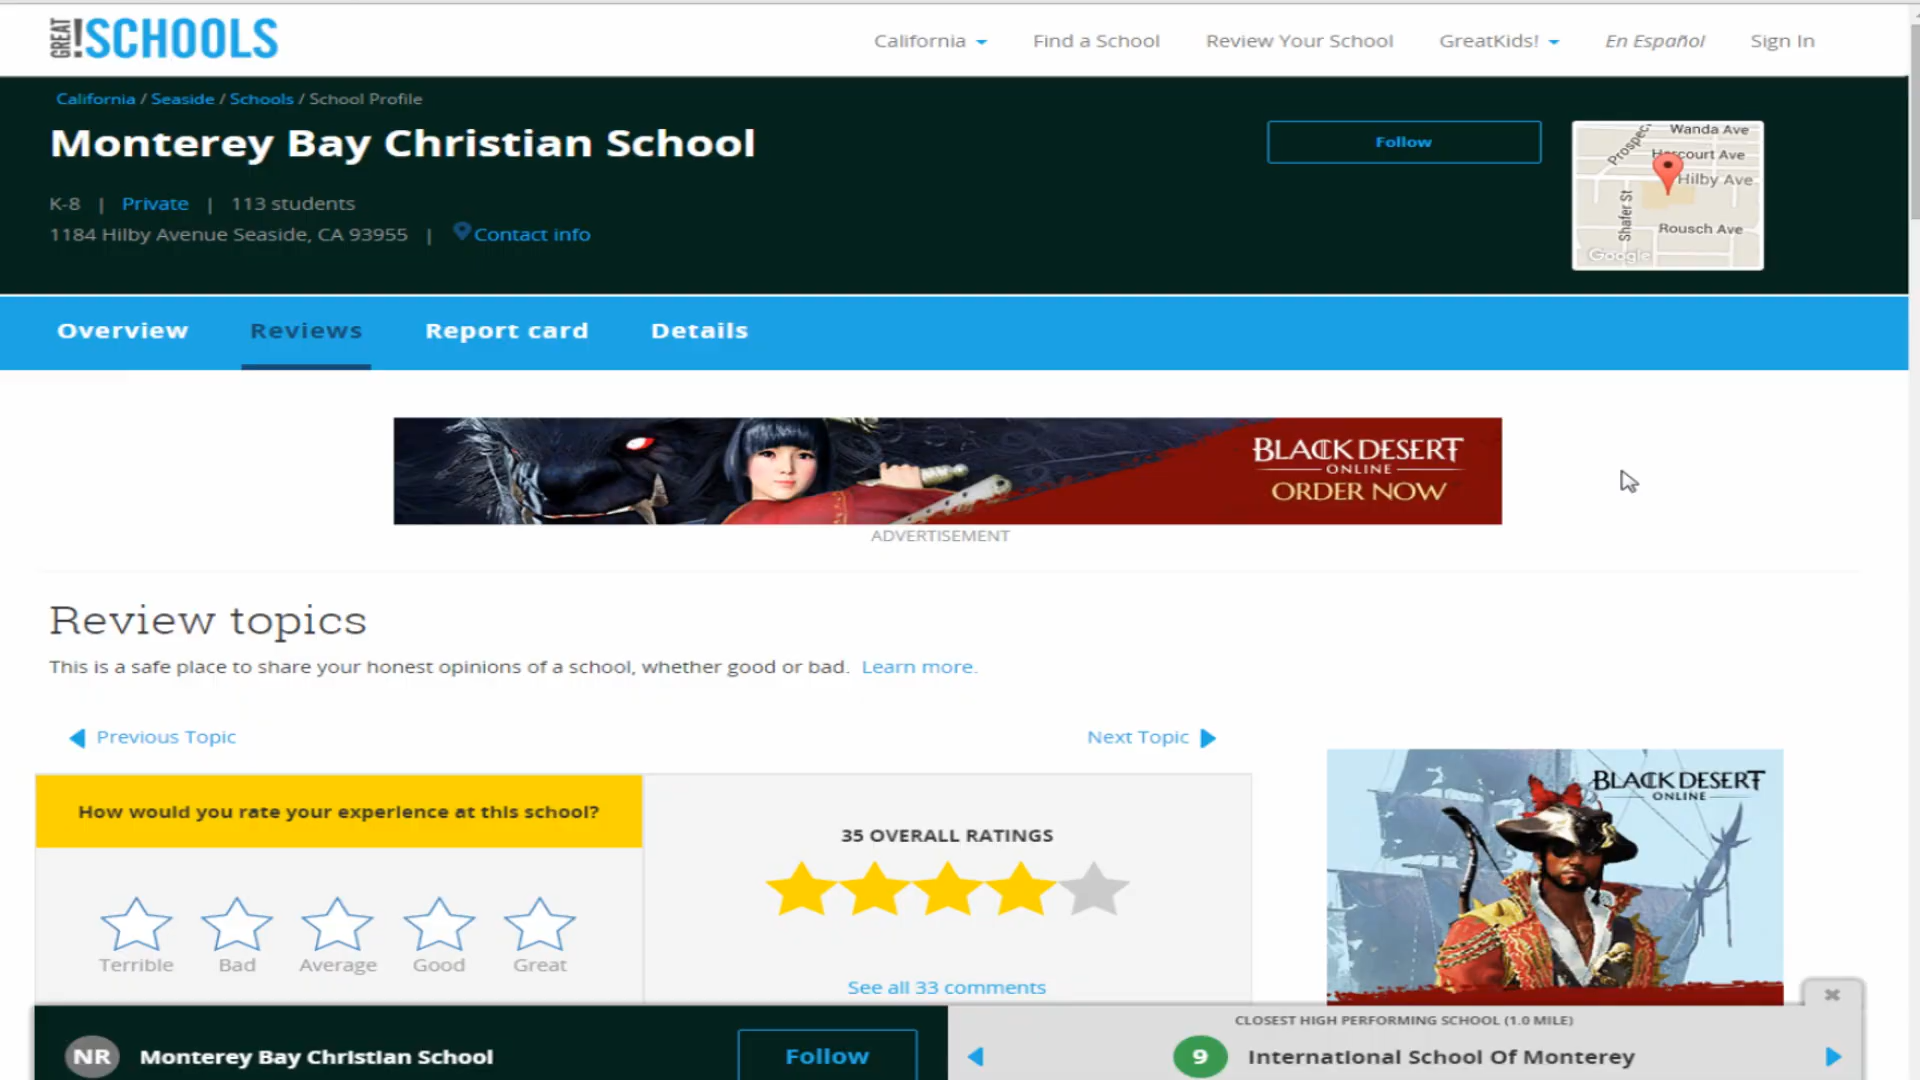 GREAT!SCHOOLS
California
Find a School
Review Your School
GreatKids!
En Español
Sign In
California / Seaside / Schools / School Profile
Monterey Bay Christian School
K-8 | Private | 113 students
1184 Hilby Avenue Seaside, CA 93955 | Contact info
Follow
Wanda Ave
Prospec
Harcourt Ave
Hilby Ave
Shafer St
Rousch Ave
Google
Overview
Reviews
Report card
Details
BLACK DESERT
ONLINE
ORDER NOW
ADVERTISEMENT
Review topics
This is a safe place to share your honest opinions of a school, whether good or bad. Learn more.
Previous Topic
Next Topic
How would you rate your experience at this school?
Terrible
Bad
Average
Good
Great
35 OVERALL RATINGS
See all 33 comments
BLACK DESERT
ONLINE
NR
Monterey Bay Christian School
Follow
CLOSEST HIGH PERFORMING SCHOOL (1.0 MILE)
9
International School Of Monterey